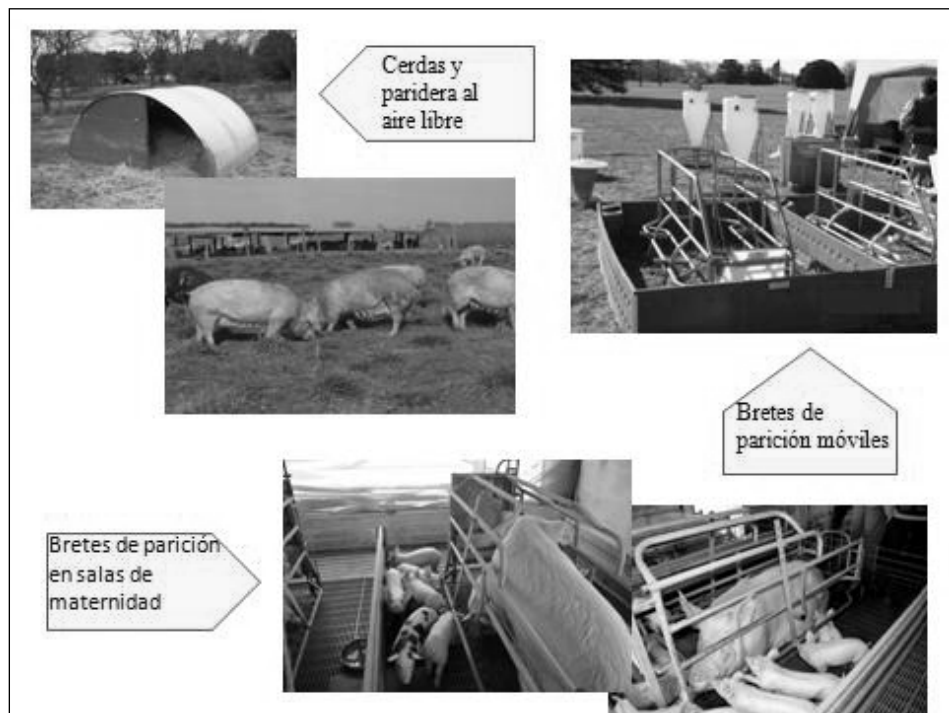 Cerdas y
paridera al
aire libre
Bretes de
parición móviles
Bretes de parición
en salas de
maternidad